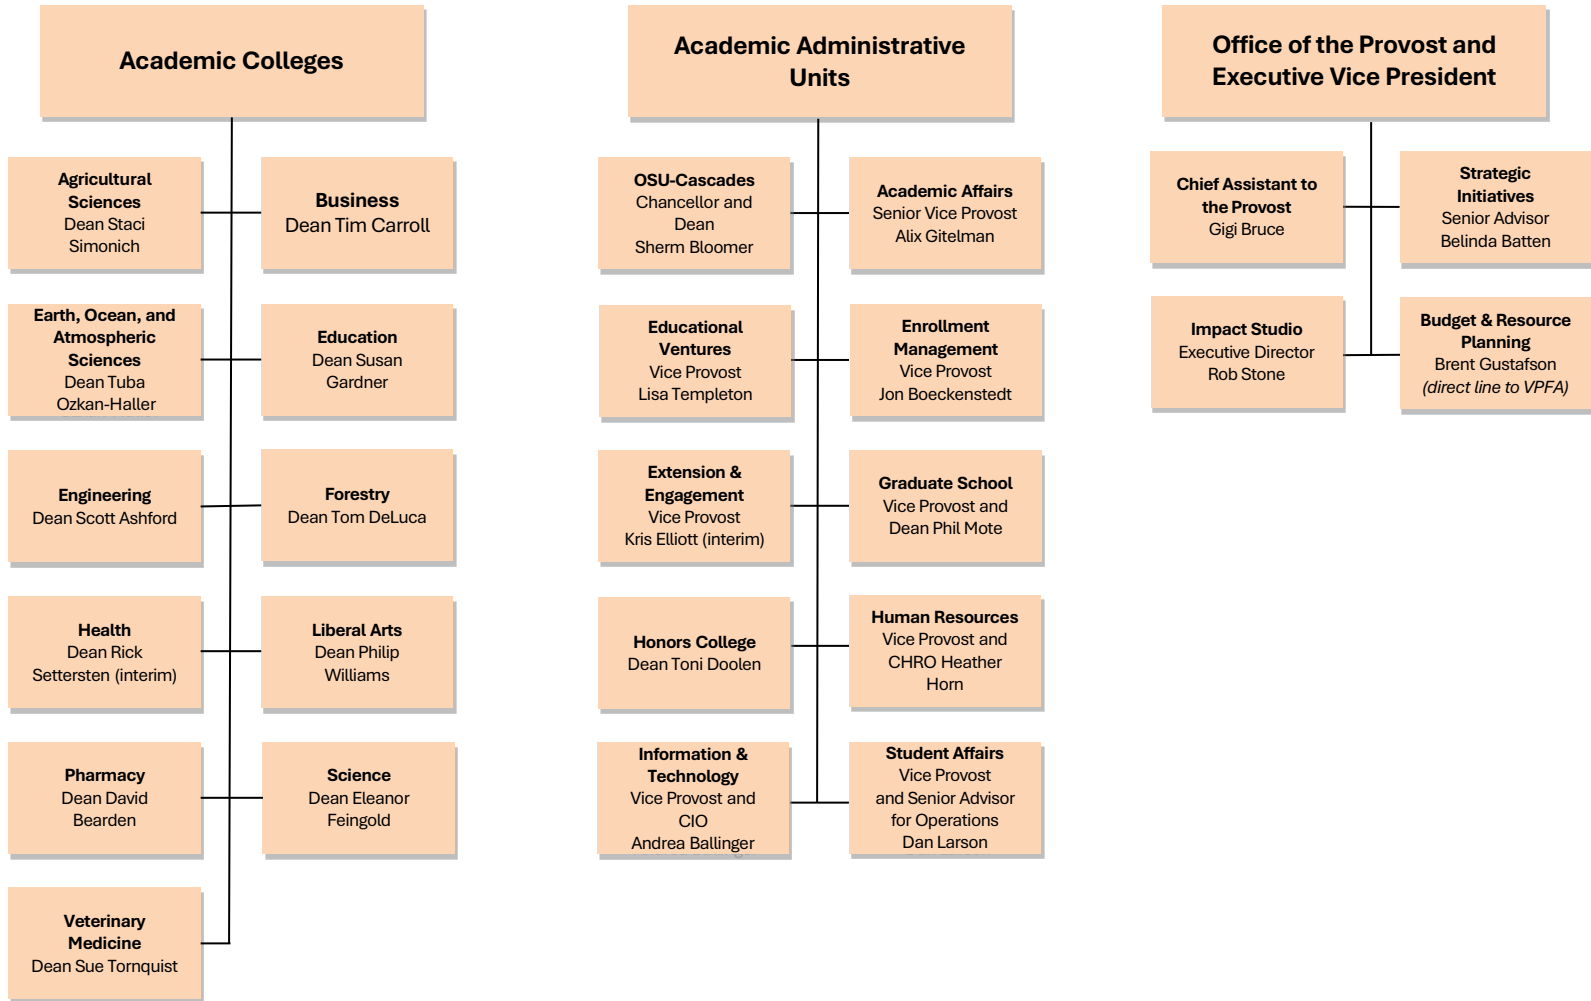 Academic Colleges
Agricultural
Sciences
Dean Staci
Simonich
Business
Dean Tim Carroll
Earth, Ocean, and
Atmospheric
Sciences
Dean Tuba
Ozkan-Haller
Education
Dean Susan
Gardner
Engineering
Dean Scott Ashford
Forestry
Dean Tom DeLuca
Health
Dean Rick
Settersten (interim)
Liberal Arts
Dean Philip
Williams
Pharmacy
Dean David
Bearden
Science
Dean Eleanor
Feingold
Veterinary
Medicine
Dean Sue Tornquist
Academic Administrative
Units
OSU-Cascades
Chancellor and
Dean
Sherm Bloomer
Academic Affairs
Senior Vice Provost
Alix Gitelman
Educational
Ventures
Vice Provost
Lisa Templeton
Enrollment
Management
Vice Provost
Jon Boeckenstedt
Extension &
Engagement
Vice Provost
Kris Elliott (interim)
Graduate School
Vice Provost and
Dean Phil Mote
Honors College
Dean Toni Doolen
Human Resources
Vice Provost and
CHRO Heather
Horn
Information &
Technology
Vice Provost and
CIO
Andrea Ballinger
Student Affairs
Vice Provost
and Senior Advisor
for Operations
Dan Larson
Office of the Provost and
Executive Vice President
Chief Assistant to
the Provost
Gigi Bruce
Strategic
Initiatives
Senior Advisor
Belinda Batten
Impact Studio
Executive Director
Rob Stone
Budget & Resource
Planning
Brent Gustafson
(direct line to VPFA)